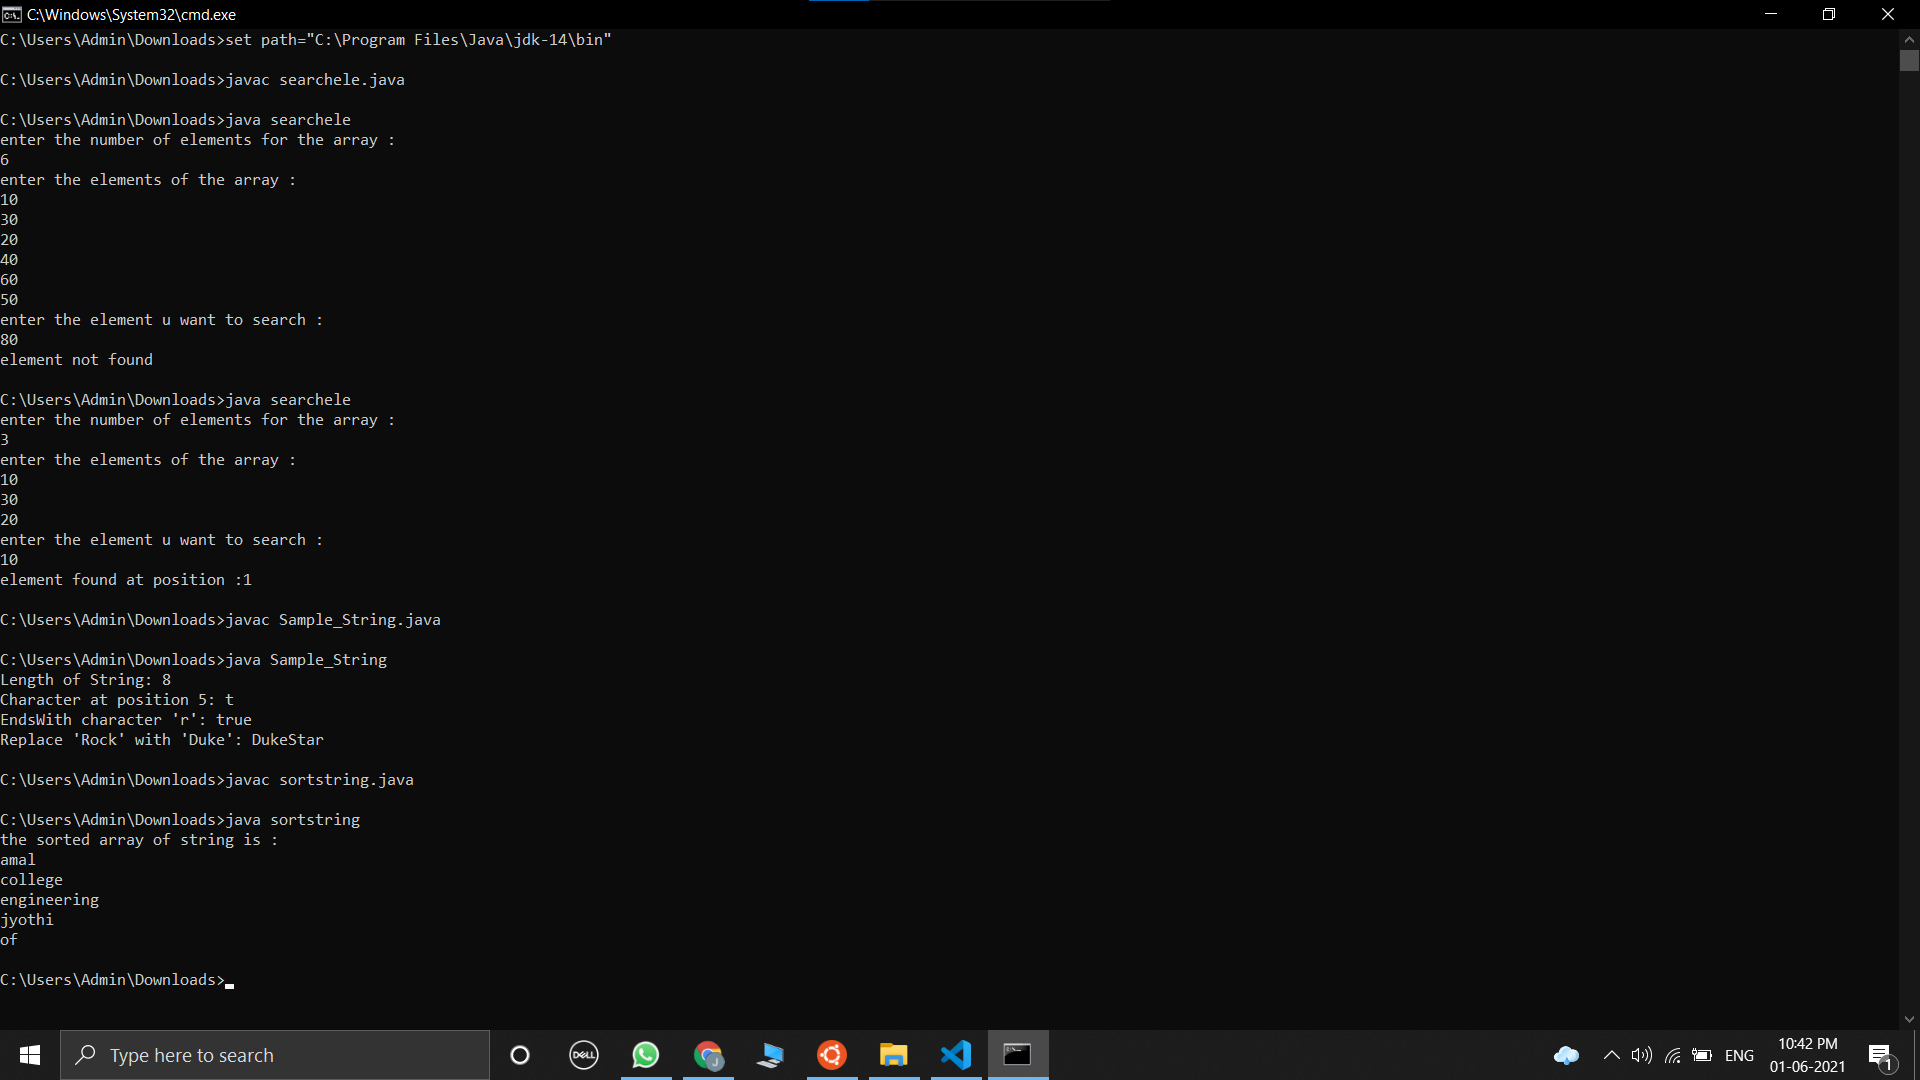 C:\Windows\System32\cmd.exe
C:\Users\Admin\Downloads>set path="C:\Program Files\Java\jdk-14\bin"
C:\Users\Admin\Downloads>javac searchele.java
C:\Users\Admin\Downloads>java searchele
enter the number of elements for the array :
6
enter the elements of the array :
10
30
20
40
60
50
enter the element u want to search :
80
element not found
C:\Users\Admin\Downloads>java searchele
enter the number of elements for the array :
3
enter the elements of the array :
10
30
20
enter the element u want to search :
10
element found at position :1
C:\Users\Admin\Downloads>javac Sample_String.java
C:\Users\Admin\Downloads>java Sample_String
Length of String: 8
Character at position 5: t
EndsWith character 'r': true
Replace 'Rock' with 'Duke': DukeStar
C:\Users\Admin\Downloads>javac sortstring.java
C:\Users\Admin\Downloads>java sortstring
the sorted array of string is :
amal
college
engineering
jyothi
of
C:\Users\Admin\Downloads>
Type here to search
DELL
J
ENG
10:42 PM
01-06-2021
1